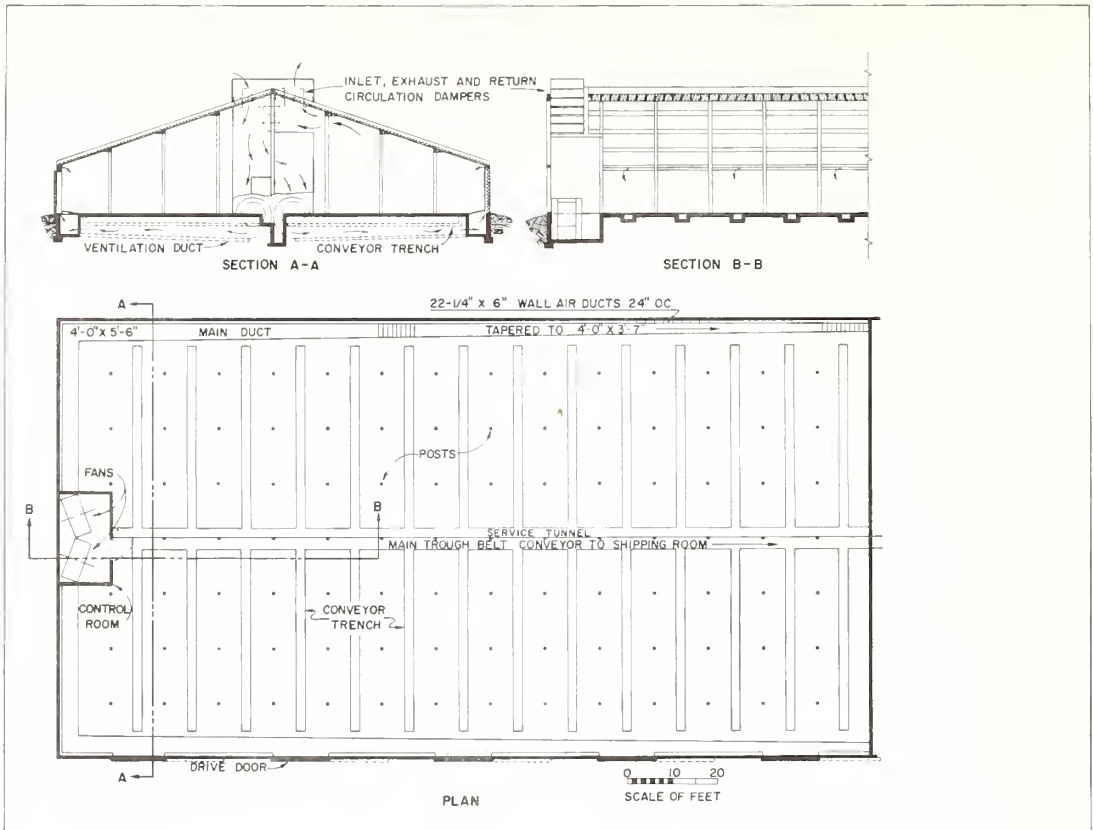 INLET, EXHAUST AND RETURN
CIRCULATION DAMPERS
VENTILATION DUCT
CONVEYOR TRENCH
SECTION A-A
SECTION B-B
A
22-1/4" X 6" WALL AIR DUCTS 24" OC
4'-0" X 5'-6"
MAIN DUCT
TAPERED TO 4'-0" X 3'-7"
POSTS
FANS
B
B
SERVICE TUNNEL
MAIN TROUGH BELT CONVEYOR TO SHIPPING ROOM
CONTROL
ROOM
CONVEYOR
TRENCH
DRIVE DOOR
A
0 10 20
SCALE OF FEET
PLAN